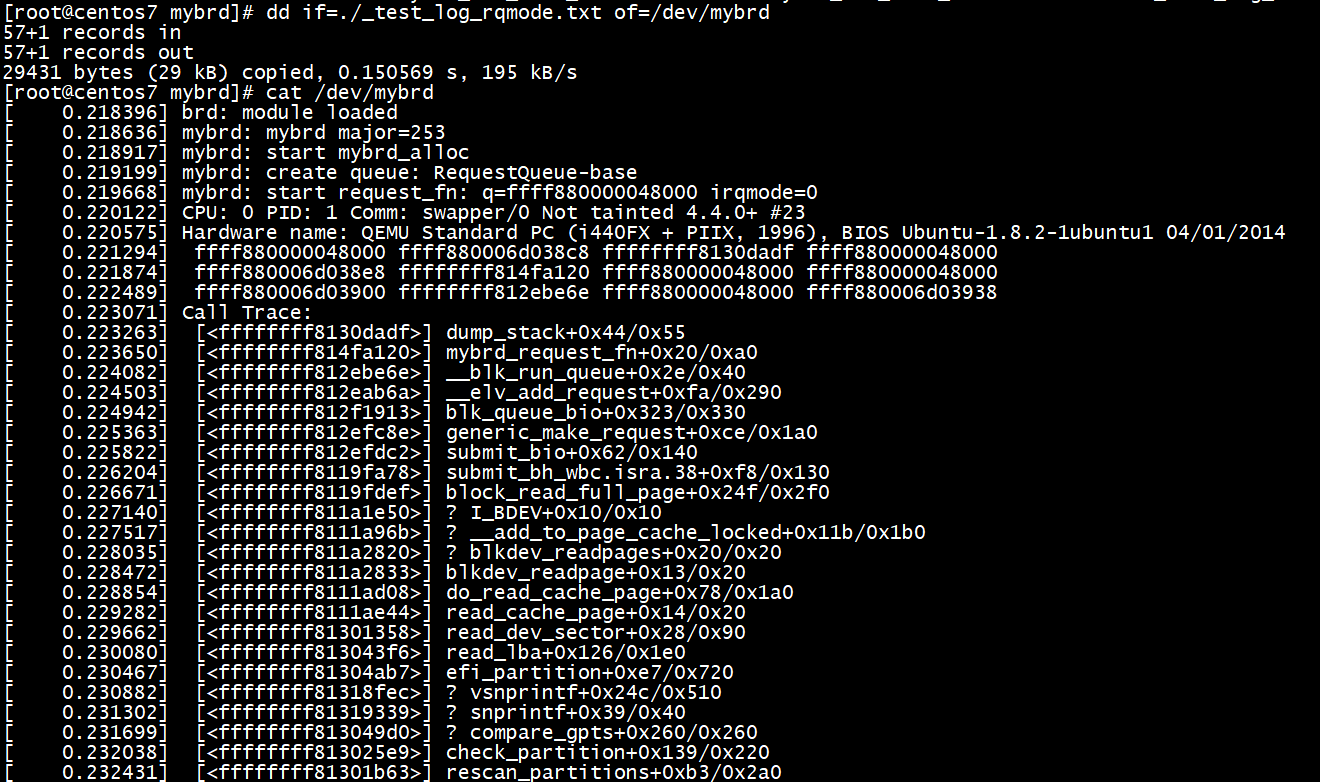 [root@centos7 mybrd]# dd if=./_test_log_rqmode.txt of=/dev/mybrd
57+1 records in
57+1 records out
29431 bytes (29 kB) copied, 0.150569 s, 195 kB/s
[root@centos7 mybrd]# cat /dev/mybrd
[    0.218396] brd: module loaded
[    0.218636] mybrd: mybrd major=253
[    0.218917] mybrd: start mybrd_alloc
[    0.219199] mybrd: create queue: RequestQueue-base
[    0.219668] mybrd: start request_fn: q=ffff880000048000 irqmode=0
[    0.220122] CPU: 0 PID: 1 Comm: swapper/0 Not tainted 4.4.0+ #23
[    0.220575] Hardware name: QEMU Standard PC (i440FX + PIIX, 1996), BIOS Ubuntu-1.8.2-1ubuntu1 04/01/2014
[    0.221294]  ffff880000048000 ffff880006d038c8 ffffffff8130dadf ffff880000048000
[    0.221874]  ffff880006d038e8 ffffffff814fa120 ffff880000048000 ffff880000048000
[    0.222489]  ffff880006d03900 ffffffff812ebe6e ffff880000048000 ffff880006d03938
[    0.223071] Call Trace:
[    0.223263]  [<ffffffff8130dadf>] dump_stack+0x44/0x55
[    0.223650]  [<ffffffff814fa120>] mybrd_request_fn+0x20/0xa0
[    0.224082]  [<ffffffff812ebe6e>] __blk_run_queue+0x2e/0x40
[    0.224503]  [<ffffffff812eab6a>] __elv_add_request+0xfa/0x290
[    0.224942]  [<ffffffff812f1913>] blk_queue_bio+0x323/0x330
[    0.225363]  [<ffffffff812efc8e>] generic_make_request+0xce/0x1a0
[    0.225822]  [<ffffffff812efdc2>] submit_bio+0x62/0x140
[    0.226204]  [<ffffffff8119fa78>] submit_bh_wbc.isra.38+0xf8/0x130
[    0.226671]  [<ffffffff8119fdef>] block_read_full_page+0x24f/0x2f0
[    0.227140]  [<ffffffff811a1e50>] ? I_BDEV+0x10/0x10
[    0.227517]  [<ffffffff8111a96b>] ? __add_to_page_cache_locked+0x11b/0x1b0
[    0.228035]  [<ffffffff811a2820>] ? blkdev_readpages+0x20/0x20
[    0.228472]  [<ffffffff811a2833>] blkdev_readpage+0x13/0x20
[    0.228854]  [<ffffffff8111ad08>] do_read_cache_page+0x78/0x1a0
[    0.229282]  [<ffffffff8111ae44>] read_cache_page+0x14/0x20
[    0.229662]  [<ffffffff81301358>] read_dev_sector+0x28/0x90
[    0.230080]  [<ffffffff813043f6>] read_lba+0x126/0x1e0
[    0.230467]  [<ffffffff81304ab7>] efi_partition+0xe7/0x720
[    0.230882]  [<ffffffff81318fec>] ? vsnprintf+0x24c/0x510
[    0.231302]  [<ffffffff81319339>] ? snprintf+0x39/0x40
[    0.231699]  [<ffffffff813049d0>] ? compare_gpts+0x260/0x260
[    0.232038]  [<ffffffff813025e9>] check_partition+0x139/0x220
[    0.232431]  [<ffffffff81301b63>] rescan_partitions+0xb3/0x2a0